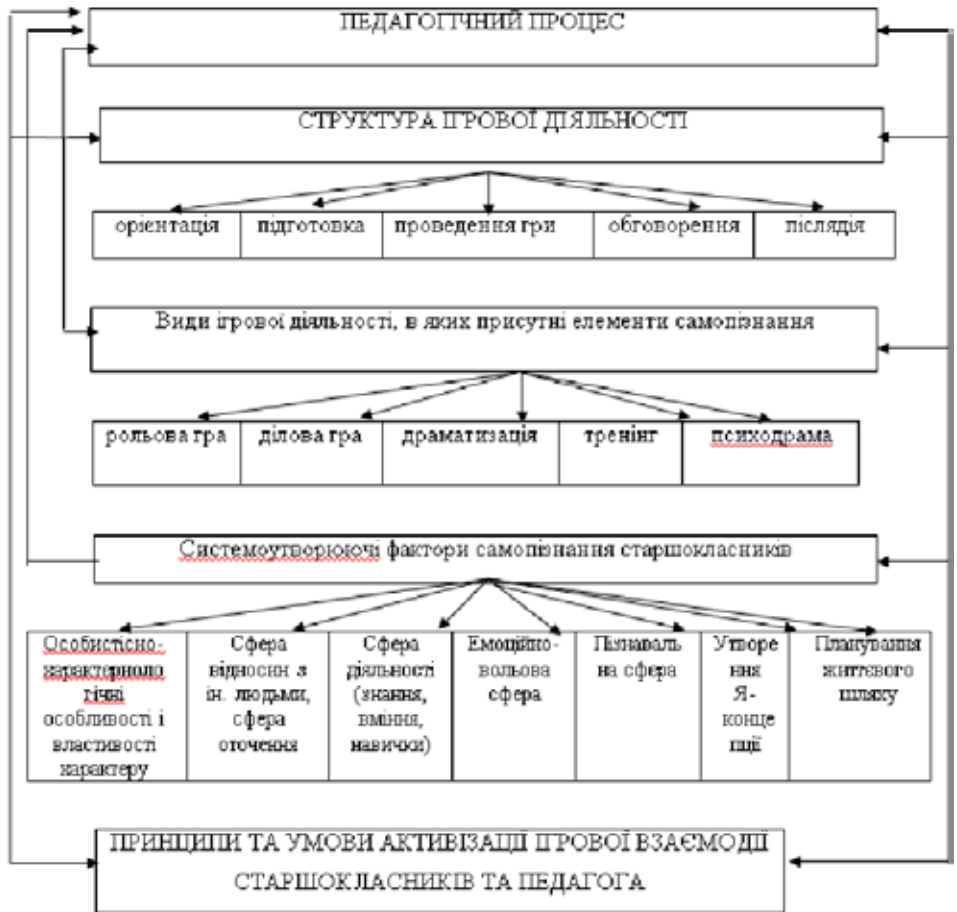 ПЕДАГОГІЧНИЙ ПРОЦЕС
СТРУКТУРА ІГРОВОЇ ДІЯЛЬНОСТІ
орієнтація
підготовка
проведення гри
обговорення
післядія
Види ігрової діяльності, в яких присутні елементи самопізнання
рольова гра
ділова гра
драматизація
тренінг
психодрама
Системоутворюючі фактори самопізнання старшокласників
Особистісно-
характерноло
гічні
особливості і
властивості
характеру
Сфера
відносин з
ін. людьми,
сфера
оточення
Сфера
діяльності
(знання,
вміння,
навички)
Емоційно-
вольова
сфера
Пізнаваль
на сфера
Утворе
ння
Я-
конце
пції
Планування
життєвого
шляху
ПРИНЦИПИ ТА УМОВИ АКТИВІЗАЦІЇ ІГРОВОЇ ВЗАЄМОДІЇ
СТАРШОКЛАСНИКІВ ТА ПЕДАГОГА